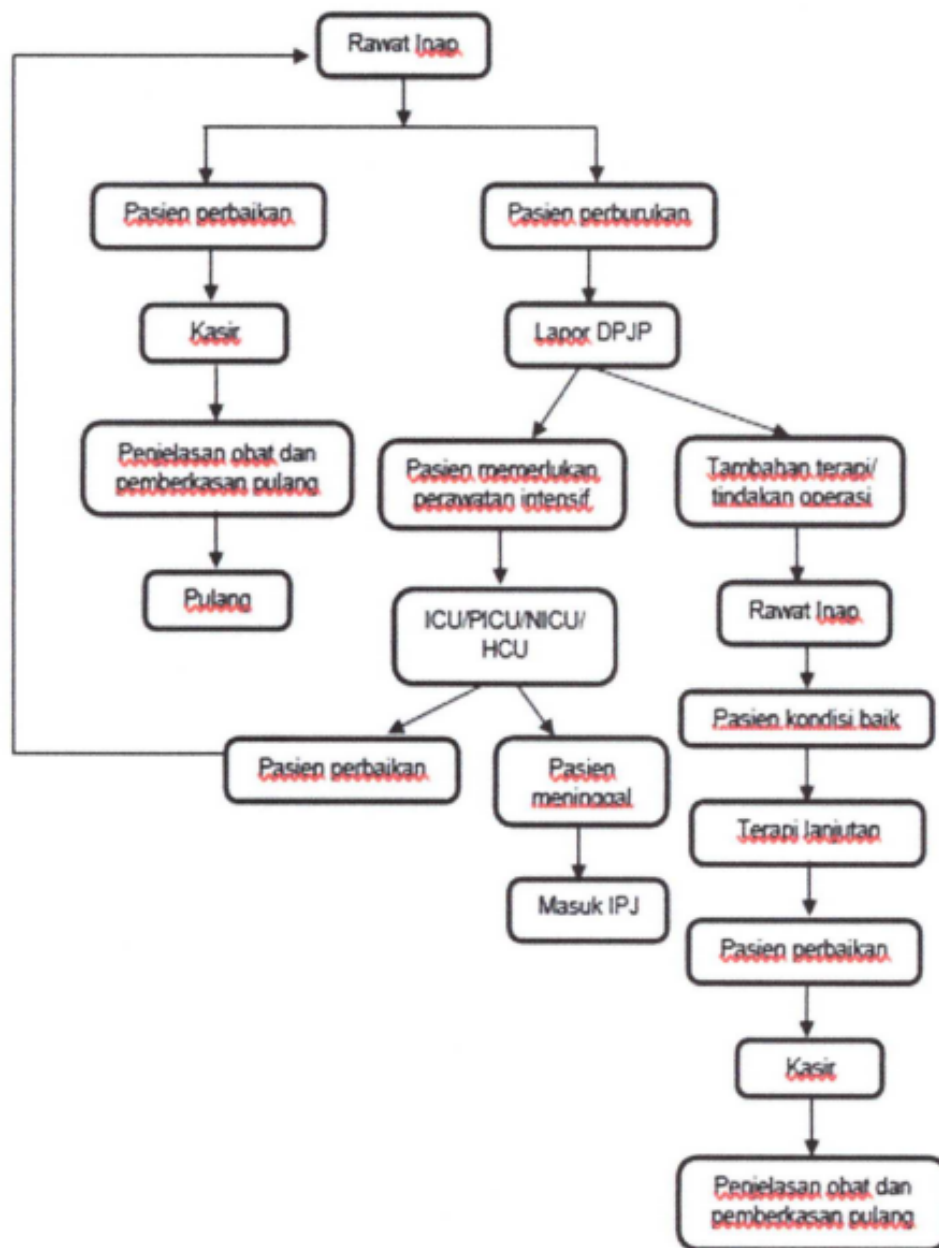 Rawat Inap
Pasien perbaikan
Pasien perburukan
Kasir
Lapor DPJP
Penjelasan obat dan
pemberkasan pulang
Pasien memerlukan
perawatan intensif
Tambahan terapi/
tindakan operasi
Pulang
ICU/PICU/NICU/
HCU
Rawat Inap
Pasien kondisi baik
Pasien perbaikan
Pasien
meninggal
Terapi lanjutan
Masuk IPJ
Pasien perbaikan
Kasir
Penjelasan obat dan
pemberkasan pulang